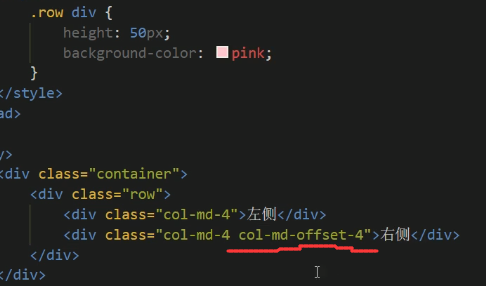 .row div {
height: 50px;
background-color: pink;
}
</style>
ad>
y>
<div class="container">
<div class="row">
<div class="col-md-4">左侧</div>
<div class="col-md-4 col-md-offset-4">右侧</div>
</div>
</div>